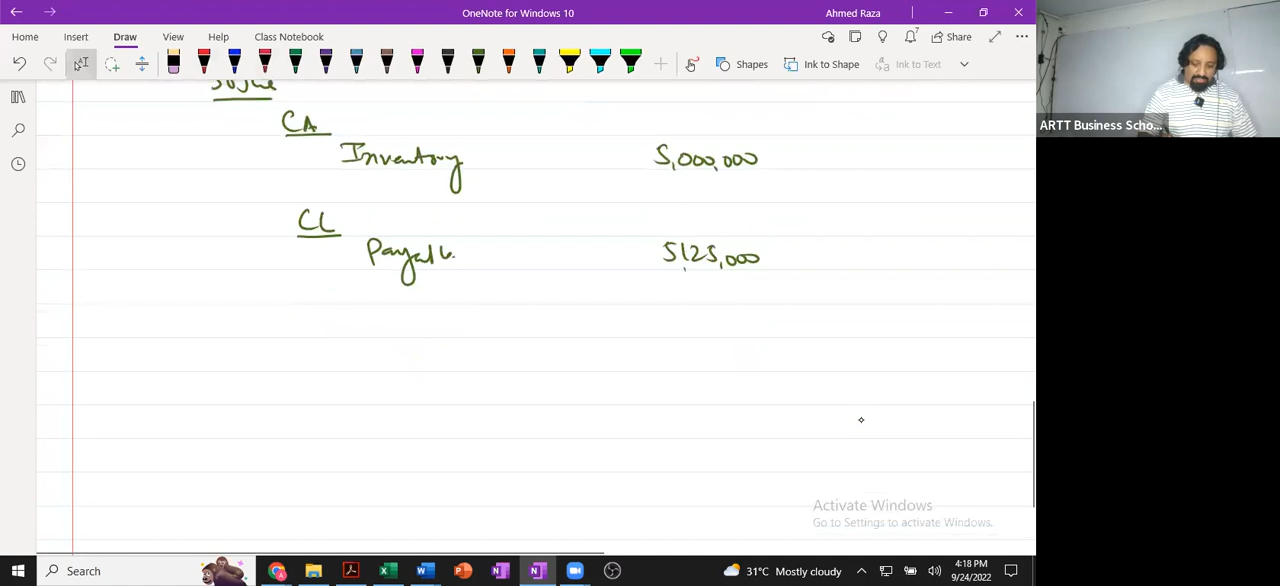 OneNote for Windows 10
Ahmed Raza
Home Insert Draw View Help Class Notebook
Share
Shapes Ink to Shape Ink to Text
ARTT Business Scho...
CA
Inventory 5,000,000
CL
Payable 5,125,000
Activate Windows
Go to Settings to activate Windows.
Search
31°C Mostly cloudy
4:18 PM
9/24/2022